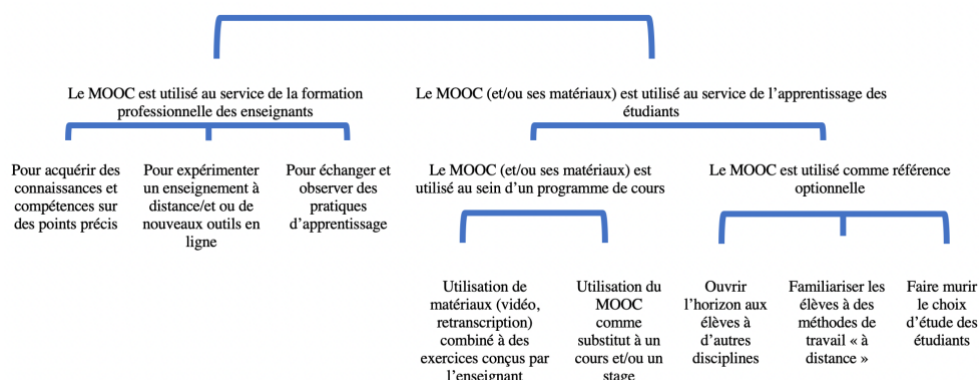 Le MOOC est utilisé au service de la formation
professionnelle des enseignants
Le MOOC (et/ou ses matériaux) est utilisé au service de l'apprentissage des
étudiants
Pour acquérir des
connaissances et
compétences sur
des points précis
Pour expérimenter
un enseignement à
distance/et ou de
nouveaux outils en
ligne
Pour échanger et
observer des
pratiques
d'apprentissage
Le MOOC (et/ou ses matériaux) est
utilisé au sein d'un programme de cours
Le MOOC est utilisé comme référence
optionnelle
Utilisation de
matériaux (vidéo,
retranscription)
combiné à des
exercices conçus par
l'enseignant
Utilisation du
MOOC
comme
substitut à un
cours et/ou un
stage
Ouvrir
l'horizon aux
élèves à
d'autres
disciplines
Familiariser les
élèves à des
méthodes de
travail « à
distance »
Faire murir
le choix
d'étude des
étudiants